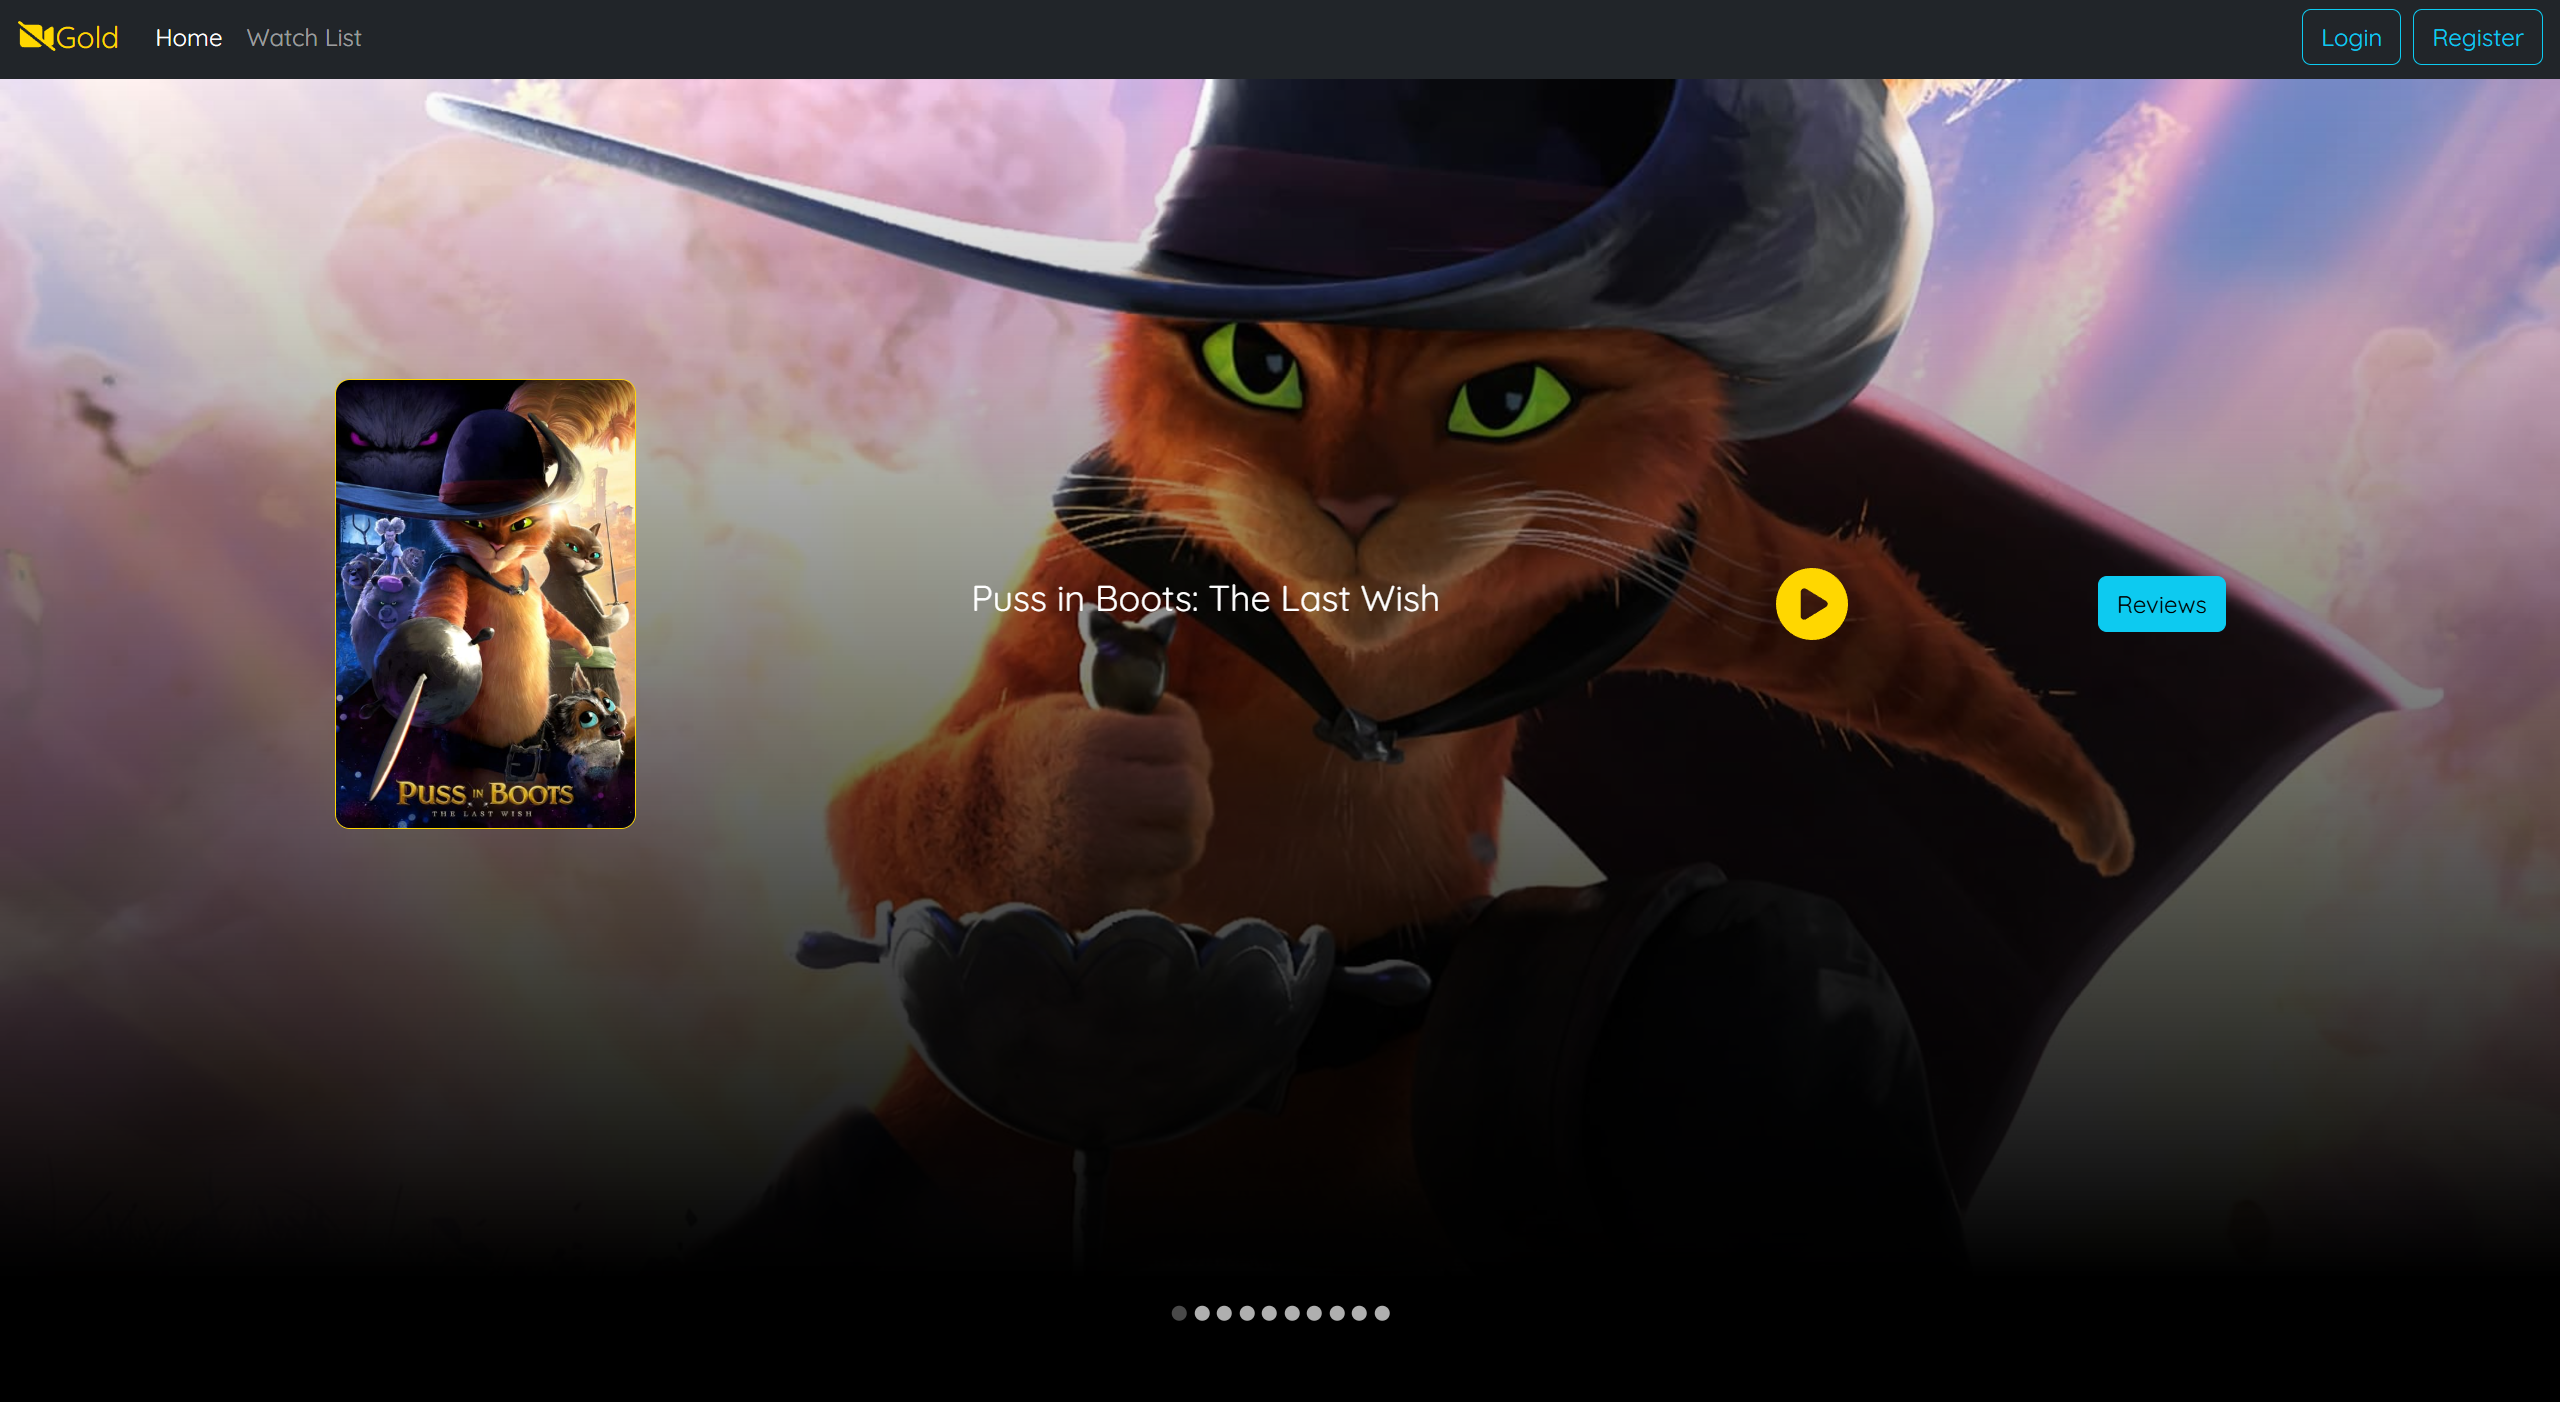 Gold
Home
Watch List
Login
Register
Puss in Boots: The Last Wish
Reviews
PUSS IN BOOTS
THE LAST WISH